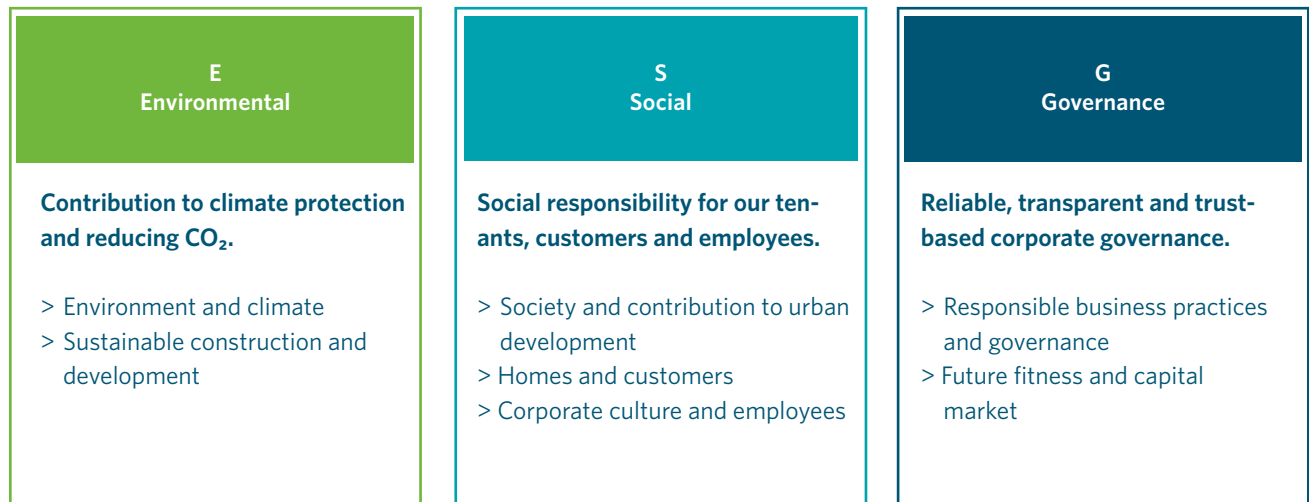 E
Environmental
Contribution to climate protection
and reducing CO₂.
> Environment and climate
> Sustainable construction and
development
S
Social
Social responsibility for our ten-
ants, customers and employees.
> Society and contribution to urban
development
> Homes and customers
> Corporate culture and employees
G
Governance
Reliable, transparent and trust-
based corporate governance.
> Responsible business practices
and governance
> Future fitness and capital
market